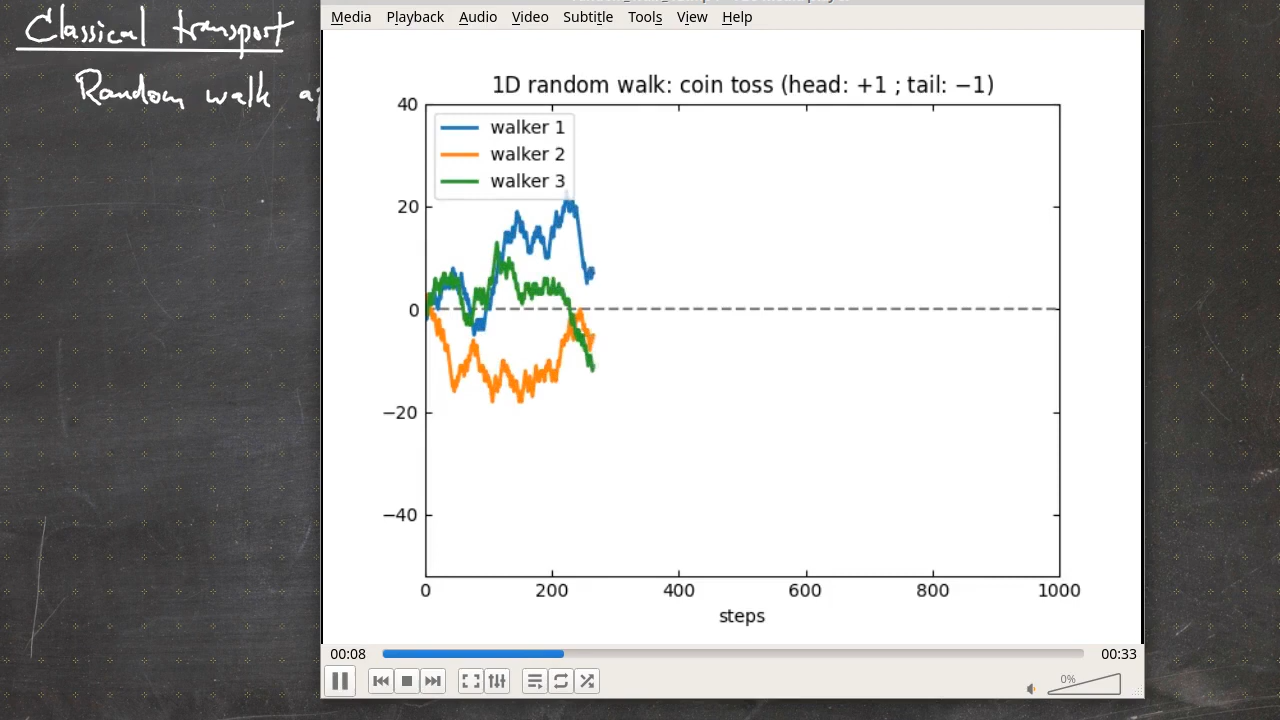 Classical transport
Random walk
Media Playback Audio Video Subtitle Tools View Help
1D random walk: coin toss (head: +1 ; tail: −1)
walker 1
walker 2
walker 3
40
20
0
−20
−40
0 200 400 600 800 1000
steps
00:08 00:33
0%